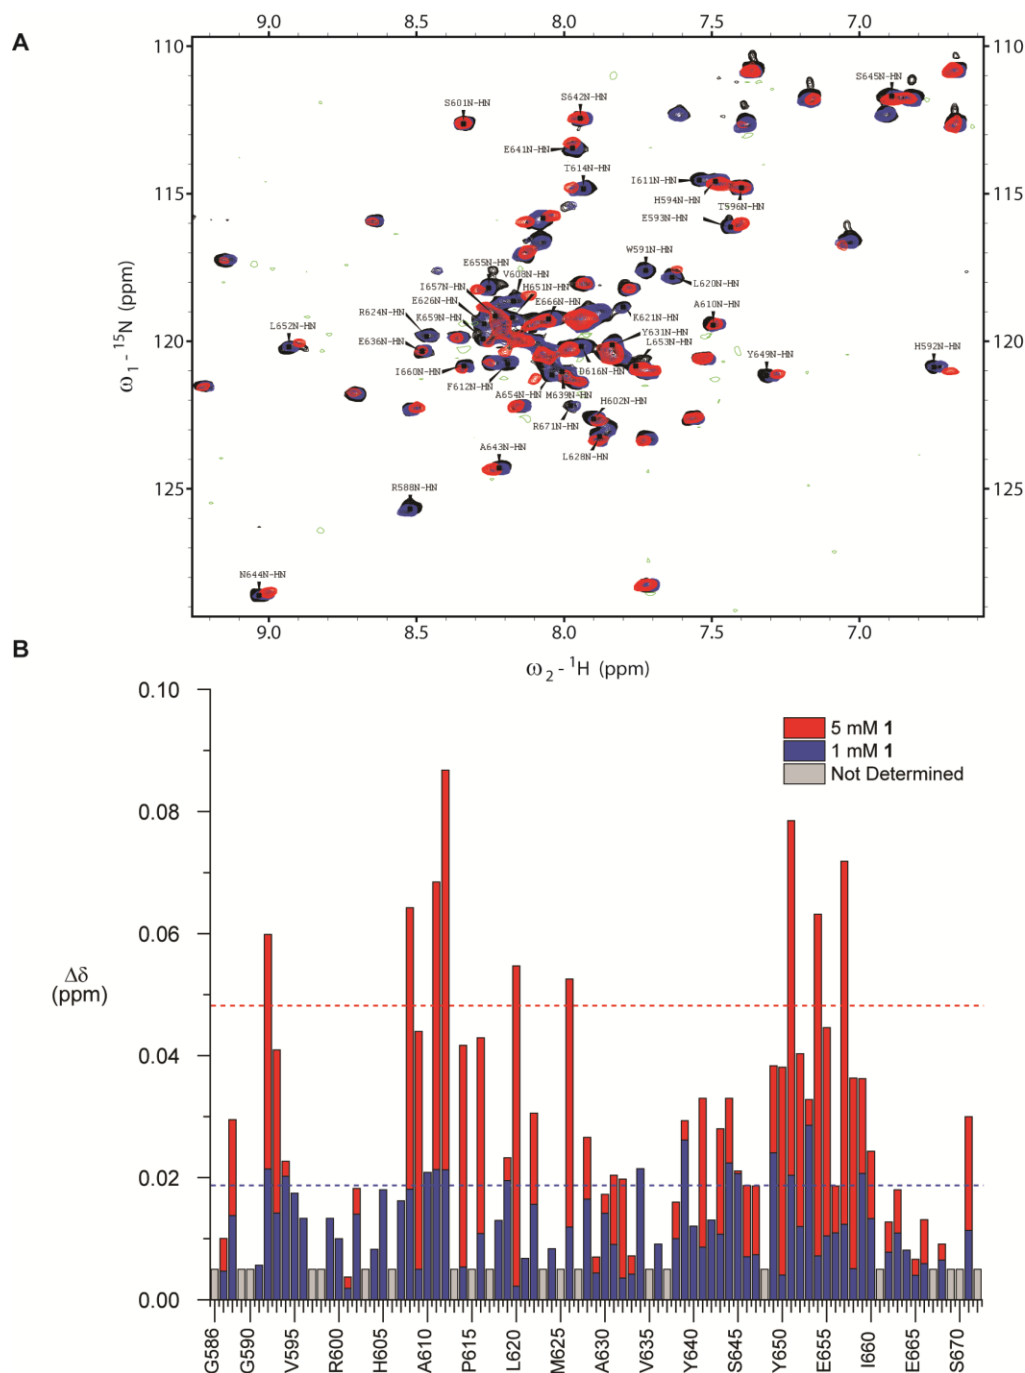 A
9.0 8.5 8.0 7.5 7.0
110 110
S645N-HN
S601N-HN S642N-HN
E641N-HN
T614N-HN
I611N-HN
115 115
H594N-HN
T596N-HN
E593N-HN
W591N-HN
E655N-HN
V608N-HN
L620N-HN
I657N-HN H651N-HN
E626N-HN E666N-HN
A610N-HN
R624N-HN K659N-HN K621N-HN
L652N-HN
Y631N-HN
120 120
E636N-HN L653N-HN
Y649N-HN H592N-HN
I660N-HN D616N-HN
F612N-HN
A654N-HN M639N-HN H602N-HN
R671N-HN
A643N-HN L628N-HN
R588N-HN
125 125
N644N-HN
9.0 8.5 8.0 7.5 7.0
ω1 - 15N (ppm)
ω2 - 1H (ppm)
B
0.10
5 mM 1
1 mM 1
Not Determined
0.08
0.06
Δδ
(ppm)
0.04
0.02
0.00
G586 G590 V595 R600 H605 A610 P615 L620 M625 A630 V635 Y640 S645 Y650 E655 I660 E665 S670